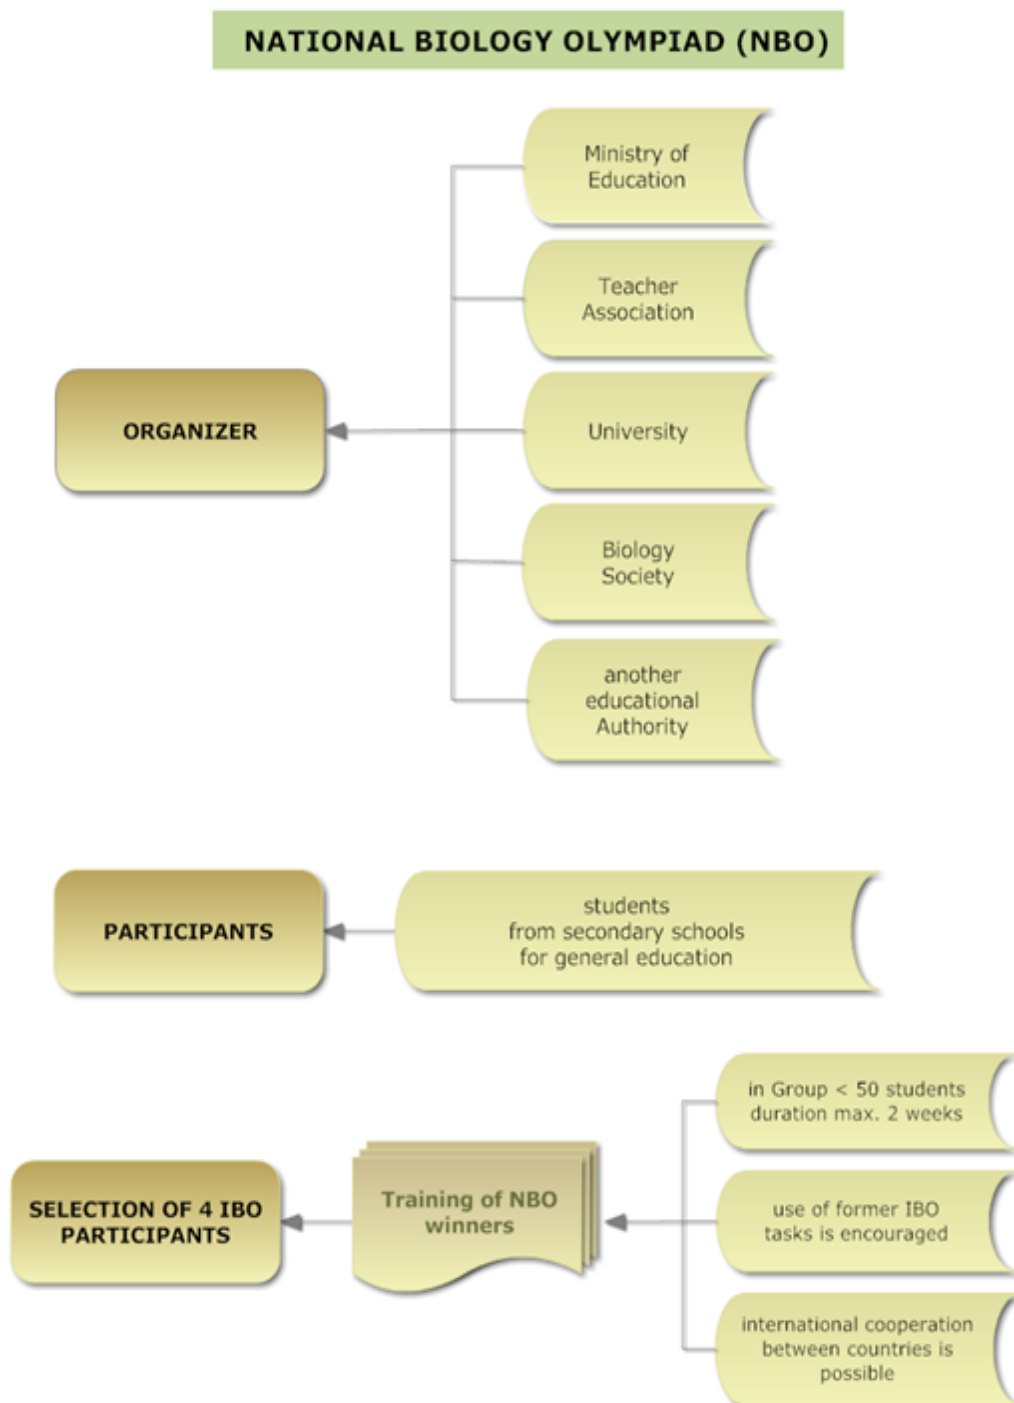 NATIONAL BIOLOGY OLYMPIAD (NBO)
Ministry of
Education
Teacher
Association
ORGANIZER
University
Biology
Society
another
educational
Authority
PARTICIPANTS
students
from secondary schools
for general education
SELECTION OF 4 IBO
PARTICIPANTS
Training of NBO
winners
in Group < 50 students
duration max. 2 weeks
use of former IBO
tasks is encouraged
international cooperation
between countries is
possible